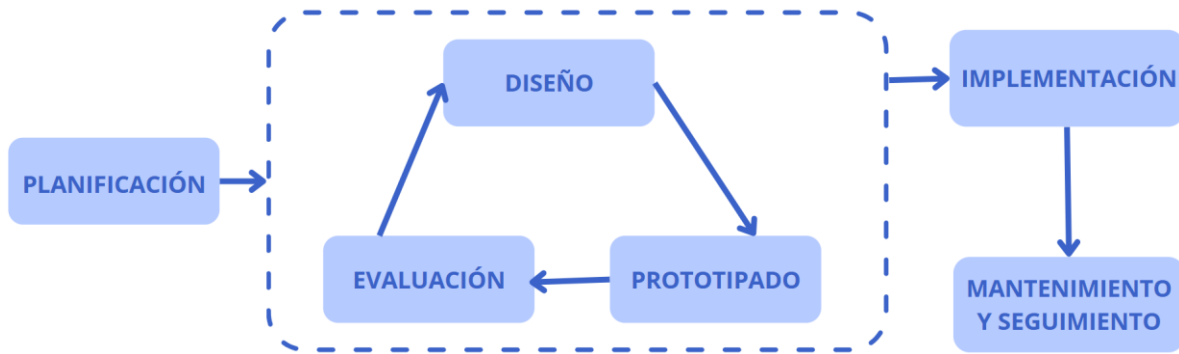 PLANIFICACIÓN
DISEÑO
PROTOTIPADO
EVALUACIÓN
IMPLEMENTACIÓN
MANTENIMIENTO
Y SEGUIMIENTO